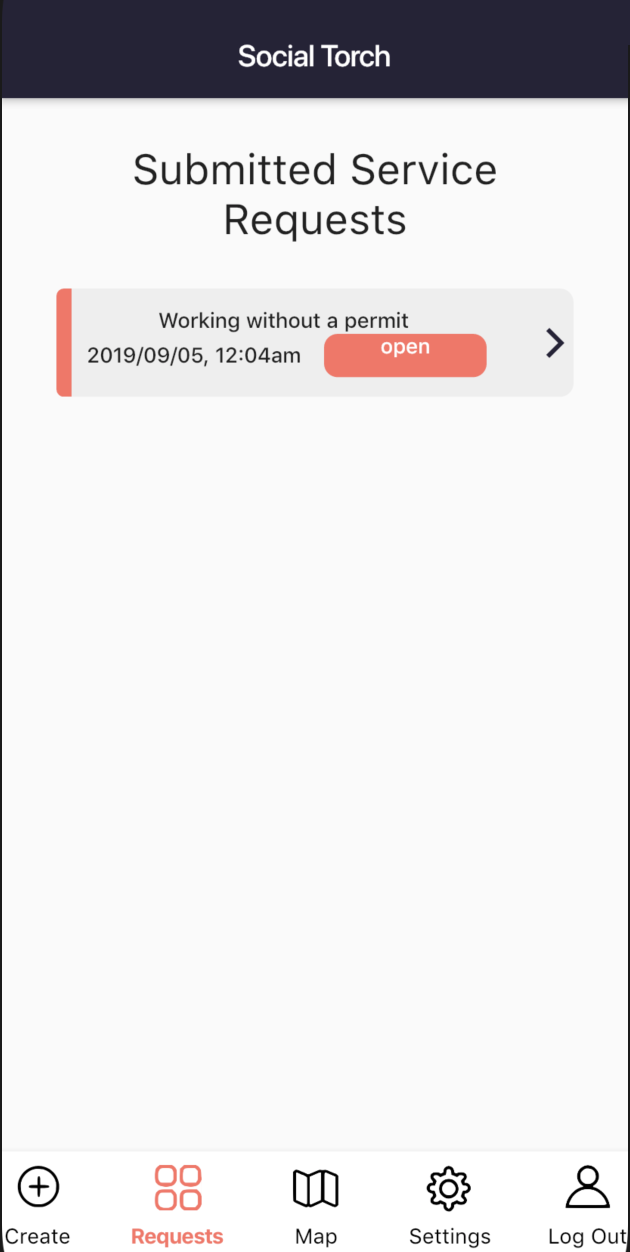 Social Torch
Submitted Service
Requests
Working without a permit
2019/09/05, 12:04am
open
Create
Requests
Map
Settings
Log Out